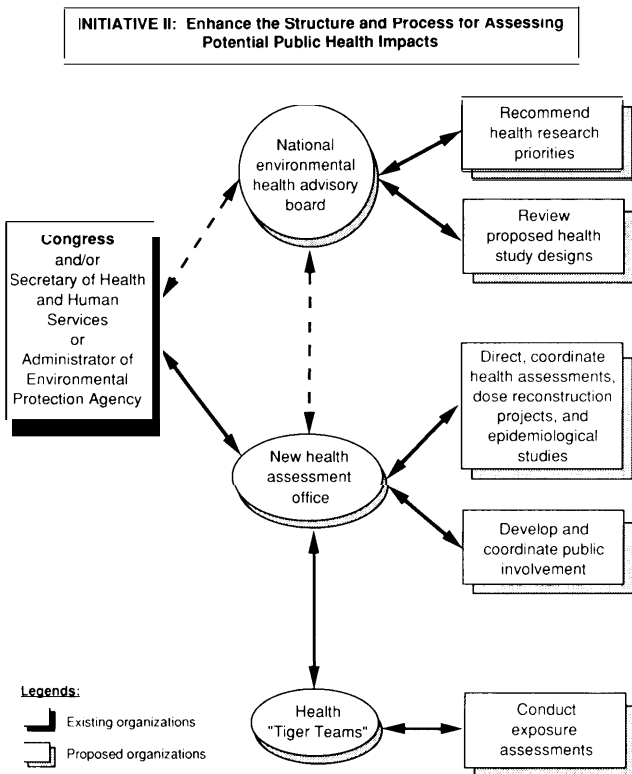 INITIATIVE II: Enhance the Structure and Process for Assessing
Potential Public Health Impacts
National
environmental
health advisory
board
Recommend
health research
priorities
Review
proposed health
study designs
Congress
and/or
Secretary of Health
and Human
Services
or
Administrator of
Environmental
Protection Agency
Direct, coordinate
health assessments,
dose reconstruction
projects, and
epidemiological
studies
New health
assessment
office
Develop and
coordinate public
involvement
Health
"Tiger Teams"
Conduct
exposure
assessments
Legends:
Existing organizations
Proposed organizations